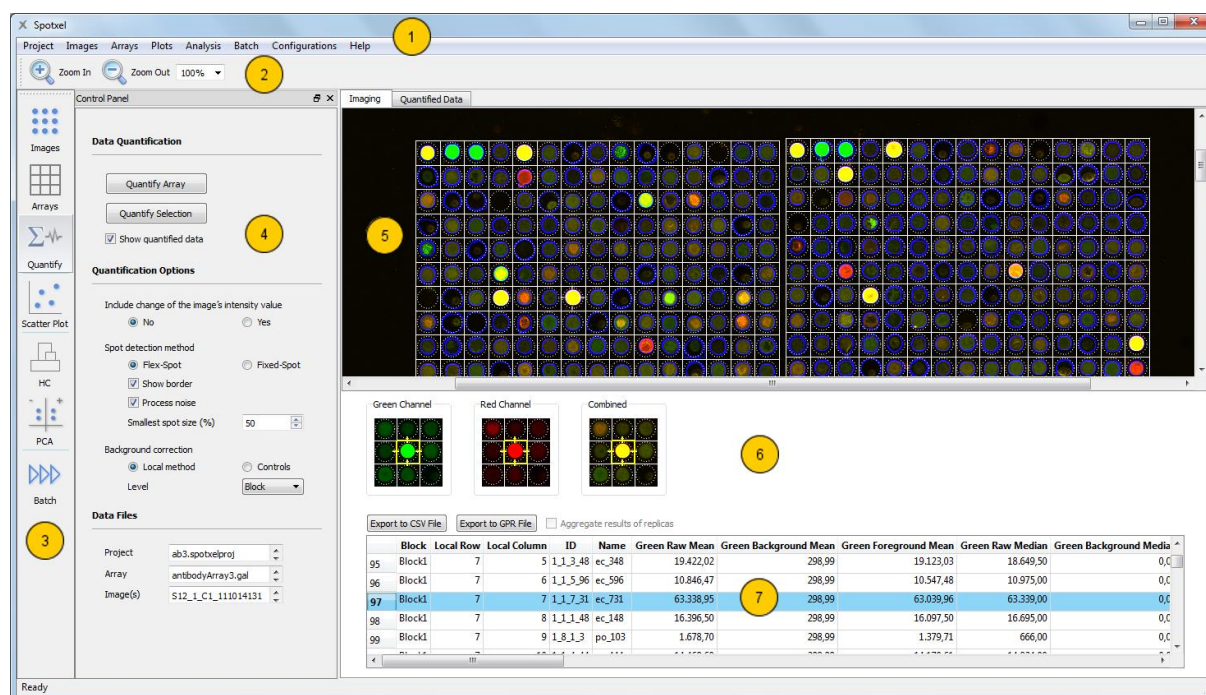 Spotxel
Project Images Arrays Plots Analysis Batch Configurations Help
1
Zoom In Zoom Out 100%
2
Images
Arrays
Quantify
Scatter Plot
HC
- +
PCA
Batch
3
Control Panel
Data Quantification
Quantify Array
Quantify Selection
Show quantified data
4
Quantification Options
Include change of the image's intensity value
No Yes
Spot detection method
Flex-Spot Fixed-Spot
Show border
Process noise
Smallest spot size (%) 50
Background correction
Local method Controls
Level Block
Data Files
Project ab3.spotxelproj
Array antibodyArray3.gal
Image(s) S12_1_C1_111014131
Imaging Quantified Data
5
Green Channel Red Channel Combined
6
Export to CSV File Export to GPR File Aggregate results of replicas
Block Local Row Local Column ID Name Green Raw Mean Green Background Mean Green Foreground Mean Green Raw Median Green Background Media
95 Block1 7 5 1_1_3_48 ec_348 19.422,02 298,99 19.123,03 18.649,50 0,0
96 Block1 7 6 1_1_5_96 ec_596 10.846,47 298,99 10.547,48 10.975,00 0,0
97 Block1 7 7 1_1_7_31 ec_731 63.338,95 298,99 63.039,96 63.339,00 0,0
7
98 Block1 7 8 1_1_1_48 ec_148 16.396,50 298,99 16.097,50 16.695,00 0,0
99 Block1 7 9 1_8_1_3 po_103 1.678,70 298,99 1.379,71 666,00 0,0
Ready